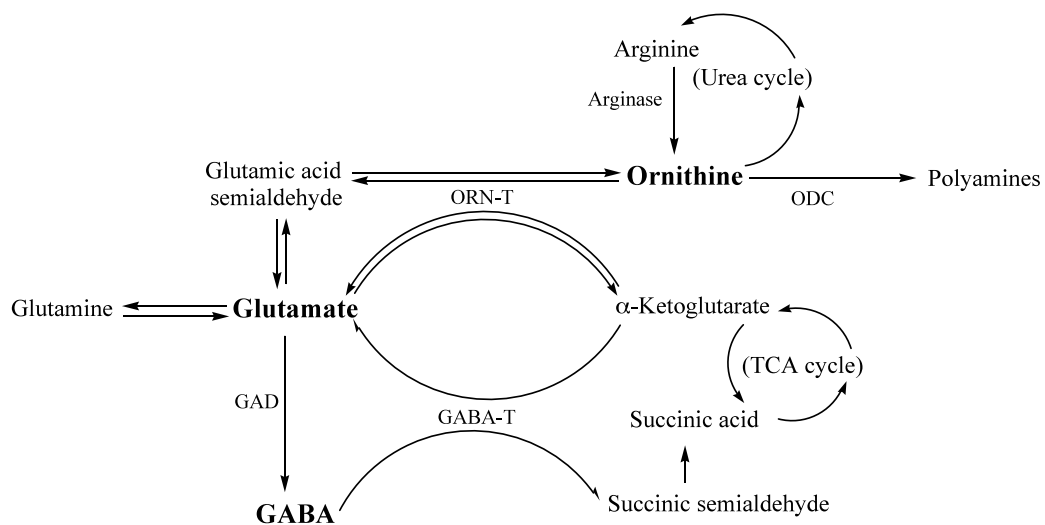 Arginine
(Urea cycle)
Arginase
Glutamic acid
semialdehyde
Ornithine
Polyamines
ORN-T
ODC
Glutamine
Glutamate
α-Ketoglutarate
(TCA cycle)
GAD
GABA-T
Succinic acid
GABA
Succinic semialdehyde